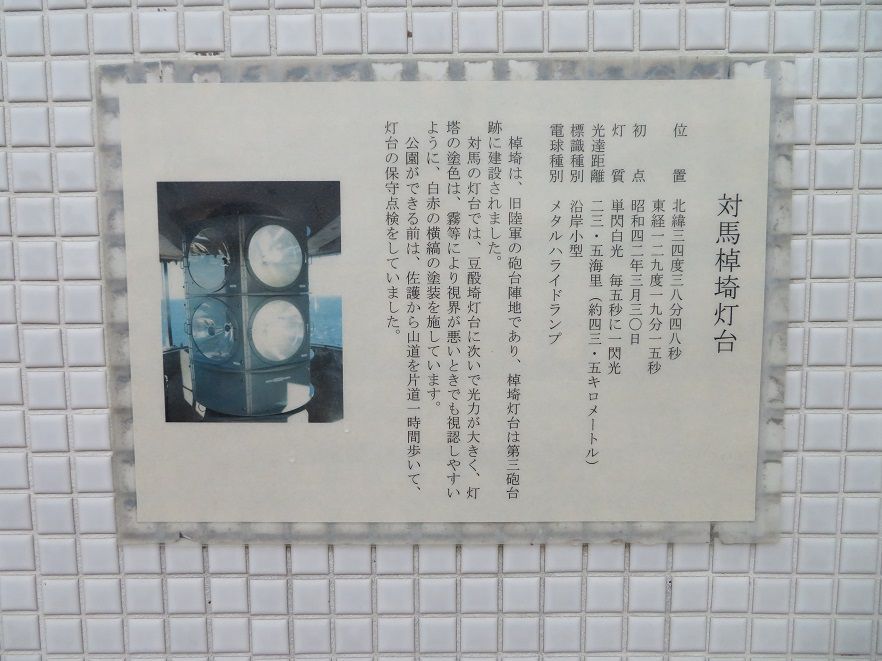 対馬棹埼灯台
位置 北緯三四度三八分四八秒
東経一二九度一九分一五秒
初点 昭和四二年三月三〇日
灯質 単閃白光 毎五秒に一閃光
光達距離 二三・五海里（約四三・五キロメートル）
標識種別 沿岸小型
電球種別 メタルハライドランプ
棹埼は、旧陸軍の砲台陣地であり、棹埼灯台は第三砲台
跡に建設されました。
対馬の灯台では、豆酘埼灯台に次いで光力が大きく、灯
塔の塗色は、霧等により視界が悪いときでも視認しやすい
ように、白赤の横縞の塗装を施しています。
公園ができる前は、佐護から山道を片道一時間歩いて、
灯台の保守点検をしていました。